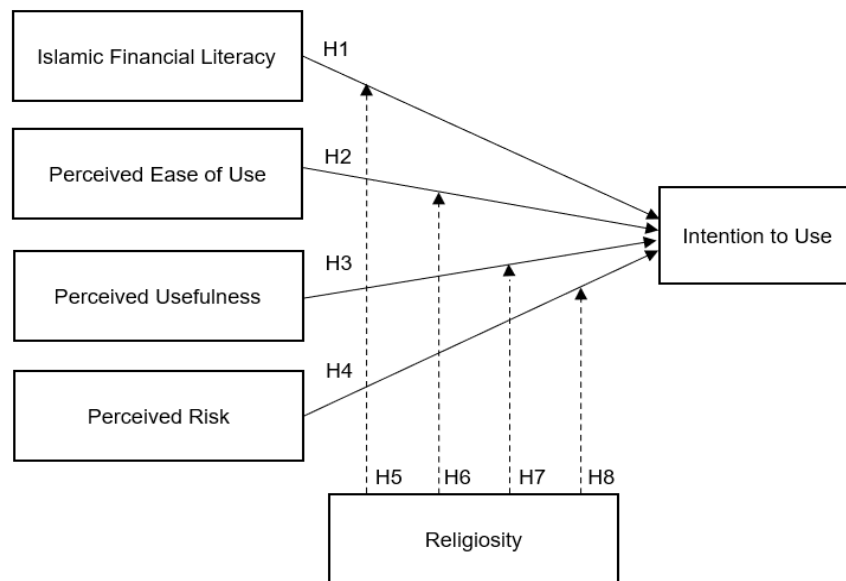 Islamic Financial Literacy
H1
Perceived Ease of Use
H2
Intention to Use
Perceived Usefulness
H3
Perceived Risk
H4
H5
H6
H7
H8
Religiosity